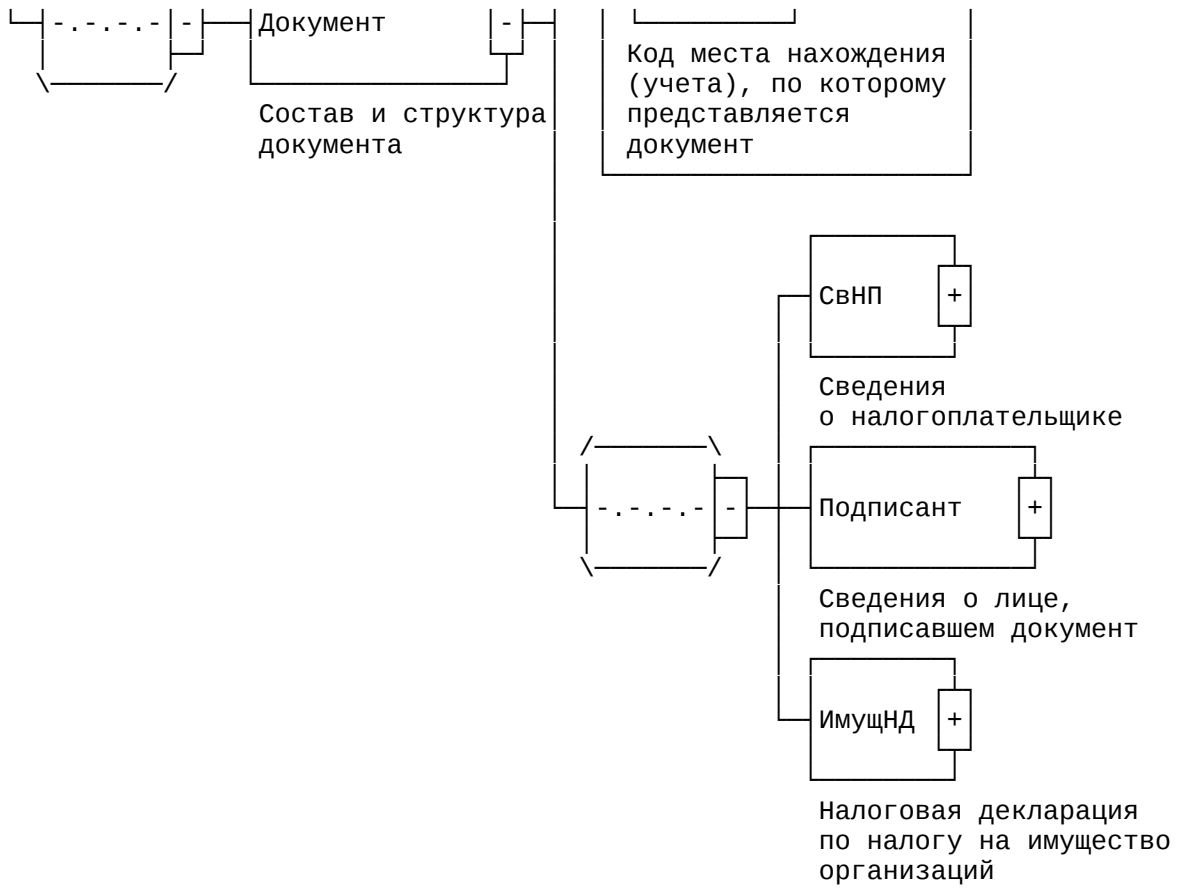 -.-.-.- - Документ -
Код места нахождения
(учета), по которому
представляется
документ
Состав и структура
документа
СвНП +
Сведения
о налогоплательщике
-.-.-.- - Подписант +
Сведения о лице,
подписавшем документ
ИмущНД +
Налоговая декларация
по налогу на имущество
организаций